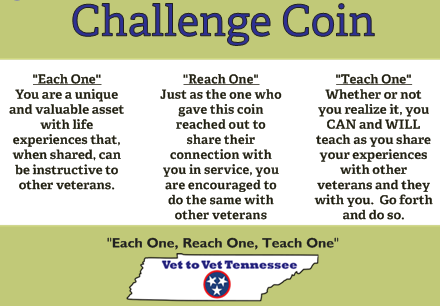 Challenge Coin
"Each One"
You are a unique
and valuable asset
with life
experiences that,
when shared, can
be instructive to
other veterans.
"Reach One"
Just as the one who
gave this coin
reached out to
share their
connection with
you in service, you
are encouraged to
do the same with
other veterans
"Teach One"
Whether or not
you realize it, you
CAN and WILL
teach as you share
your experiences
with other
veterans and they
with you.  Go forth
and do so.
"Each One, Reach One, Teach One"
Vet to Vet Tennessee